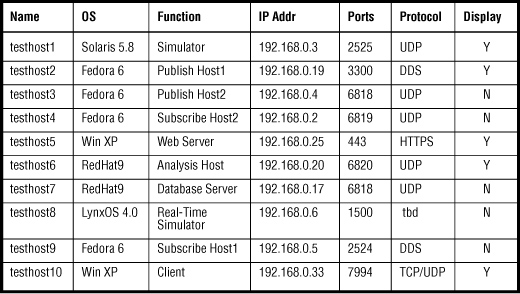 Name OS Function IP Addr Ports Protocol Display
testhost1 Solaris 5.8 Simulator 192.168.0.3 2525 UDP Y
testhost2 Fedora 6 Publish Host1 192.168.0.19 3300 DDS Y
testhost3 Fedora 6 Publish Host2 192.168.0.4 6818 UDP N
testhost4 Fedora 6 Subscribe Host2 192.168.0.2 6819 UDP N
testhost5 Win XP Web Server 192.168.0.25 443 HTTPS Y
testhost6 RedHat9 Analysis Host 192.168.0.20 6820 UDP Y
testhost7 RedHat9 Database Server 192.168.0.17 6818 UDP N
testhost8 LynxOS 4.0 Real-Time 192.168.0.6 1500 tbd N
Simulator
testhost9 Fedora 6 Subscribe Host1 192.168.0.5 2524 DDS N
testhost10 Win XP Client 192.168.0.33 7994 TCP/UDP Y